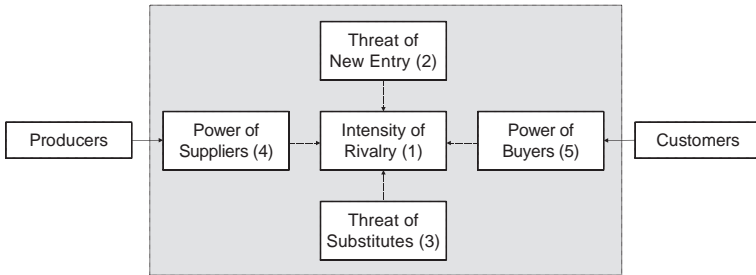 Threat of
New Entry (2)
Producers
Power of
Suppliers (4)
Intensity of
Rivalry (1)
Power of
Buyers (5)
Customers
Threat of
Substitutes (3)